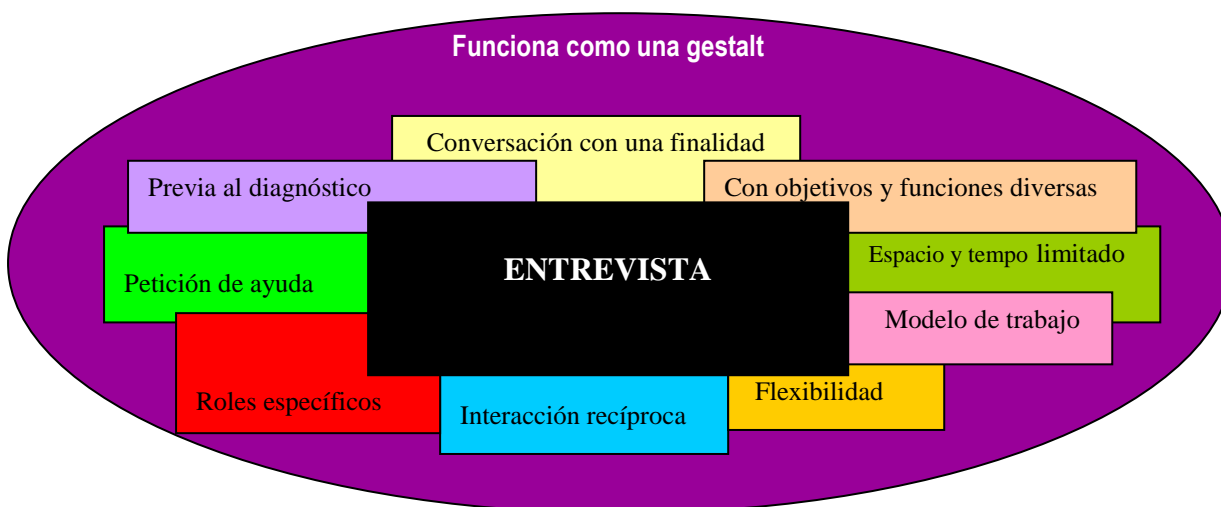 Funciona como una gestalt
Conversación con una finalidad
Previa al diagnóstico
Con objetivos y funciones diversas
ENTREVISTA
Espacio y tempo limitado
Petición de ayuda
Modelo de trabajo
Roles específicos
Interacción recíproca
Flexibilidad